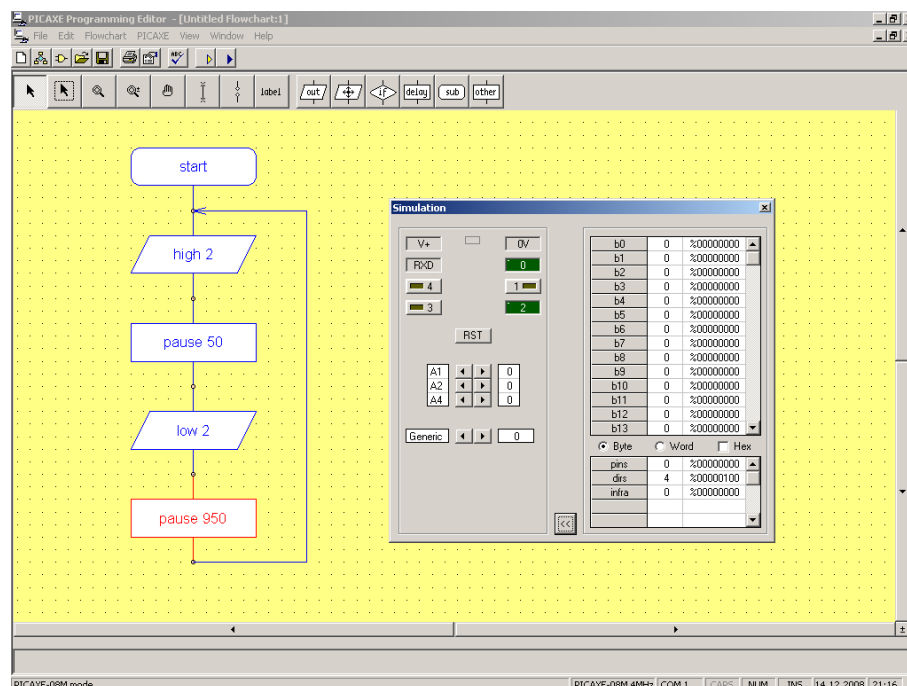 PICAXE Programming Editor - [Untitled Flowchart:1]
File Edit Flowchart PICAXE View Window Help
ABC
label out if delay sub other
start
high 2
pause 50
low 2
pause 950
Simulation
V+ 0V
RXD 0
4 1
3 2
RST
A1 0
A2 0
A4 0
Generic 0
b0 0 %00000000
b1 0 %00000000
b2 0 %00000000
b3 0 %00000000
b4 0 %00000000
b5 0 %00000000
b6 0 %00000000
b7 0 %00000000
b8 0 %00000000
b9 0 %00000000
b10 0 %00000000
b11 0 %00000000
b12 0 %00000000
b13 0 %00000000
Byte Word Hex
pins 0 %00000000
dirs 4 %00000100
infra 0 %00000000
<<
PICAXE-08M mode PICAXE-08M 4MHz COM 1 CAPS NUM INS 14.12.2008 21:16